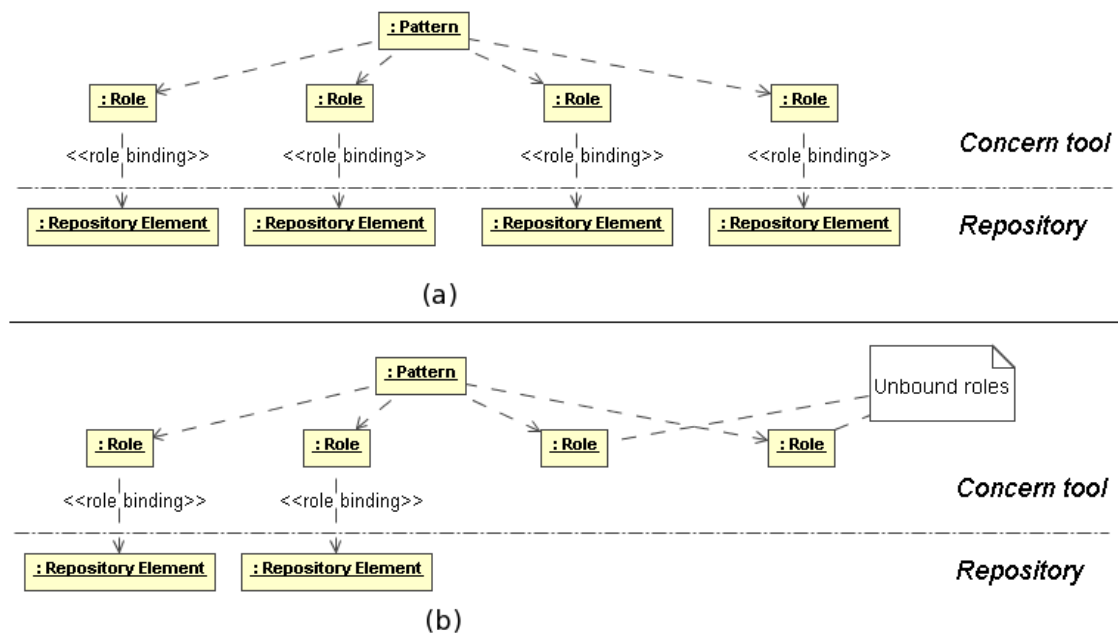 : Pattern
: Role
: Role
: Role
: Role
<<role binding>>
<<role binding>>
<<role binding>>
<<role binding>>
Concern tool
: Repository Element
: Repository Element
: Repository Element
: Repository Element
Repository
(a)
: Pattern
Unbound roles
: Role
: Role
: Role
: Role
<<role binding>>
<<role binding>>
Concern tool
: Repository Element
: Repository Element
Repository
(b)